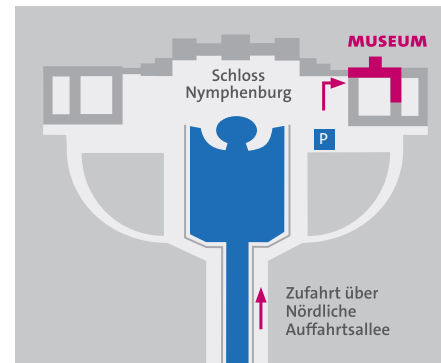 MUSEUM
Schloss
Nymphenburg
P
Zufahrt über
Nördliche
Auffahrtsallee